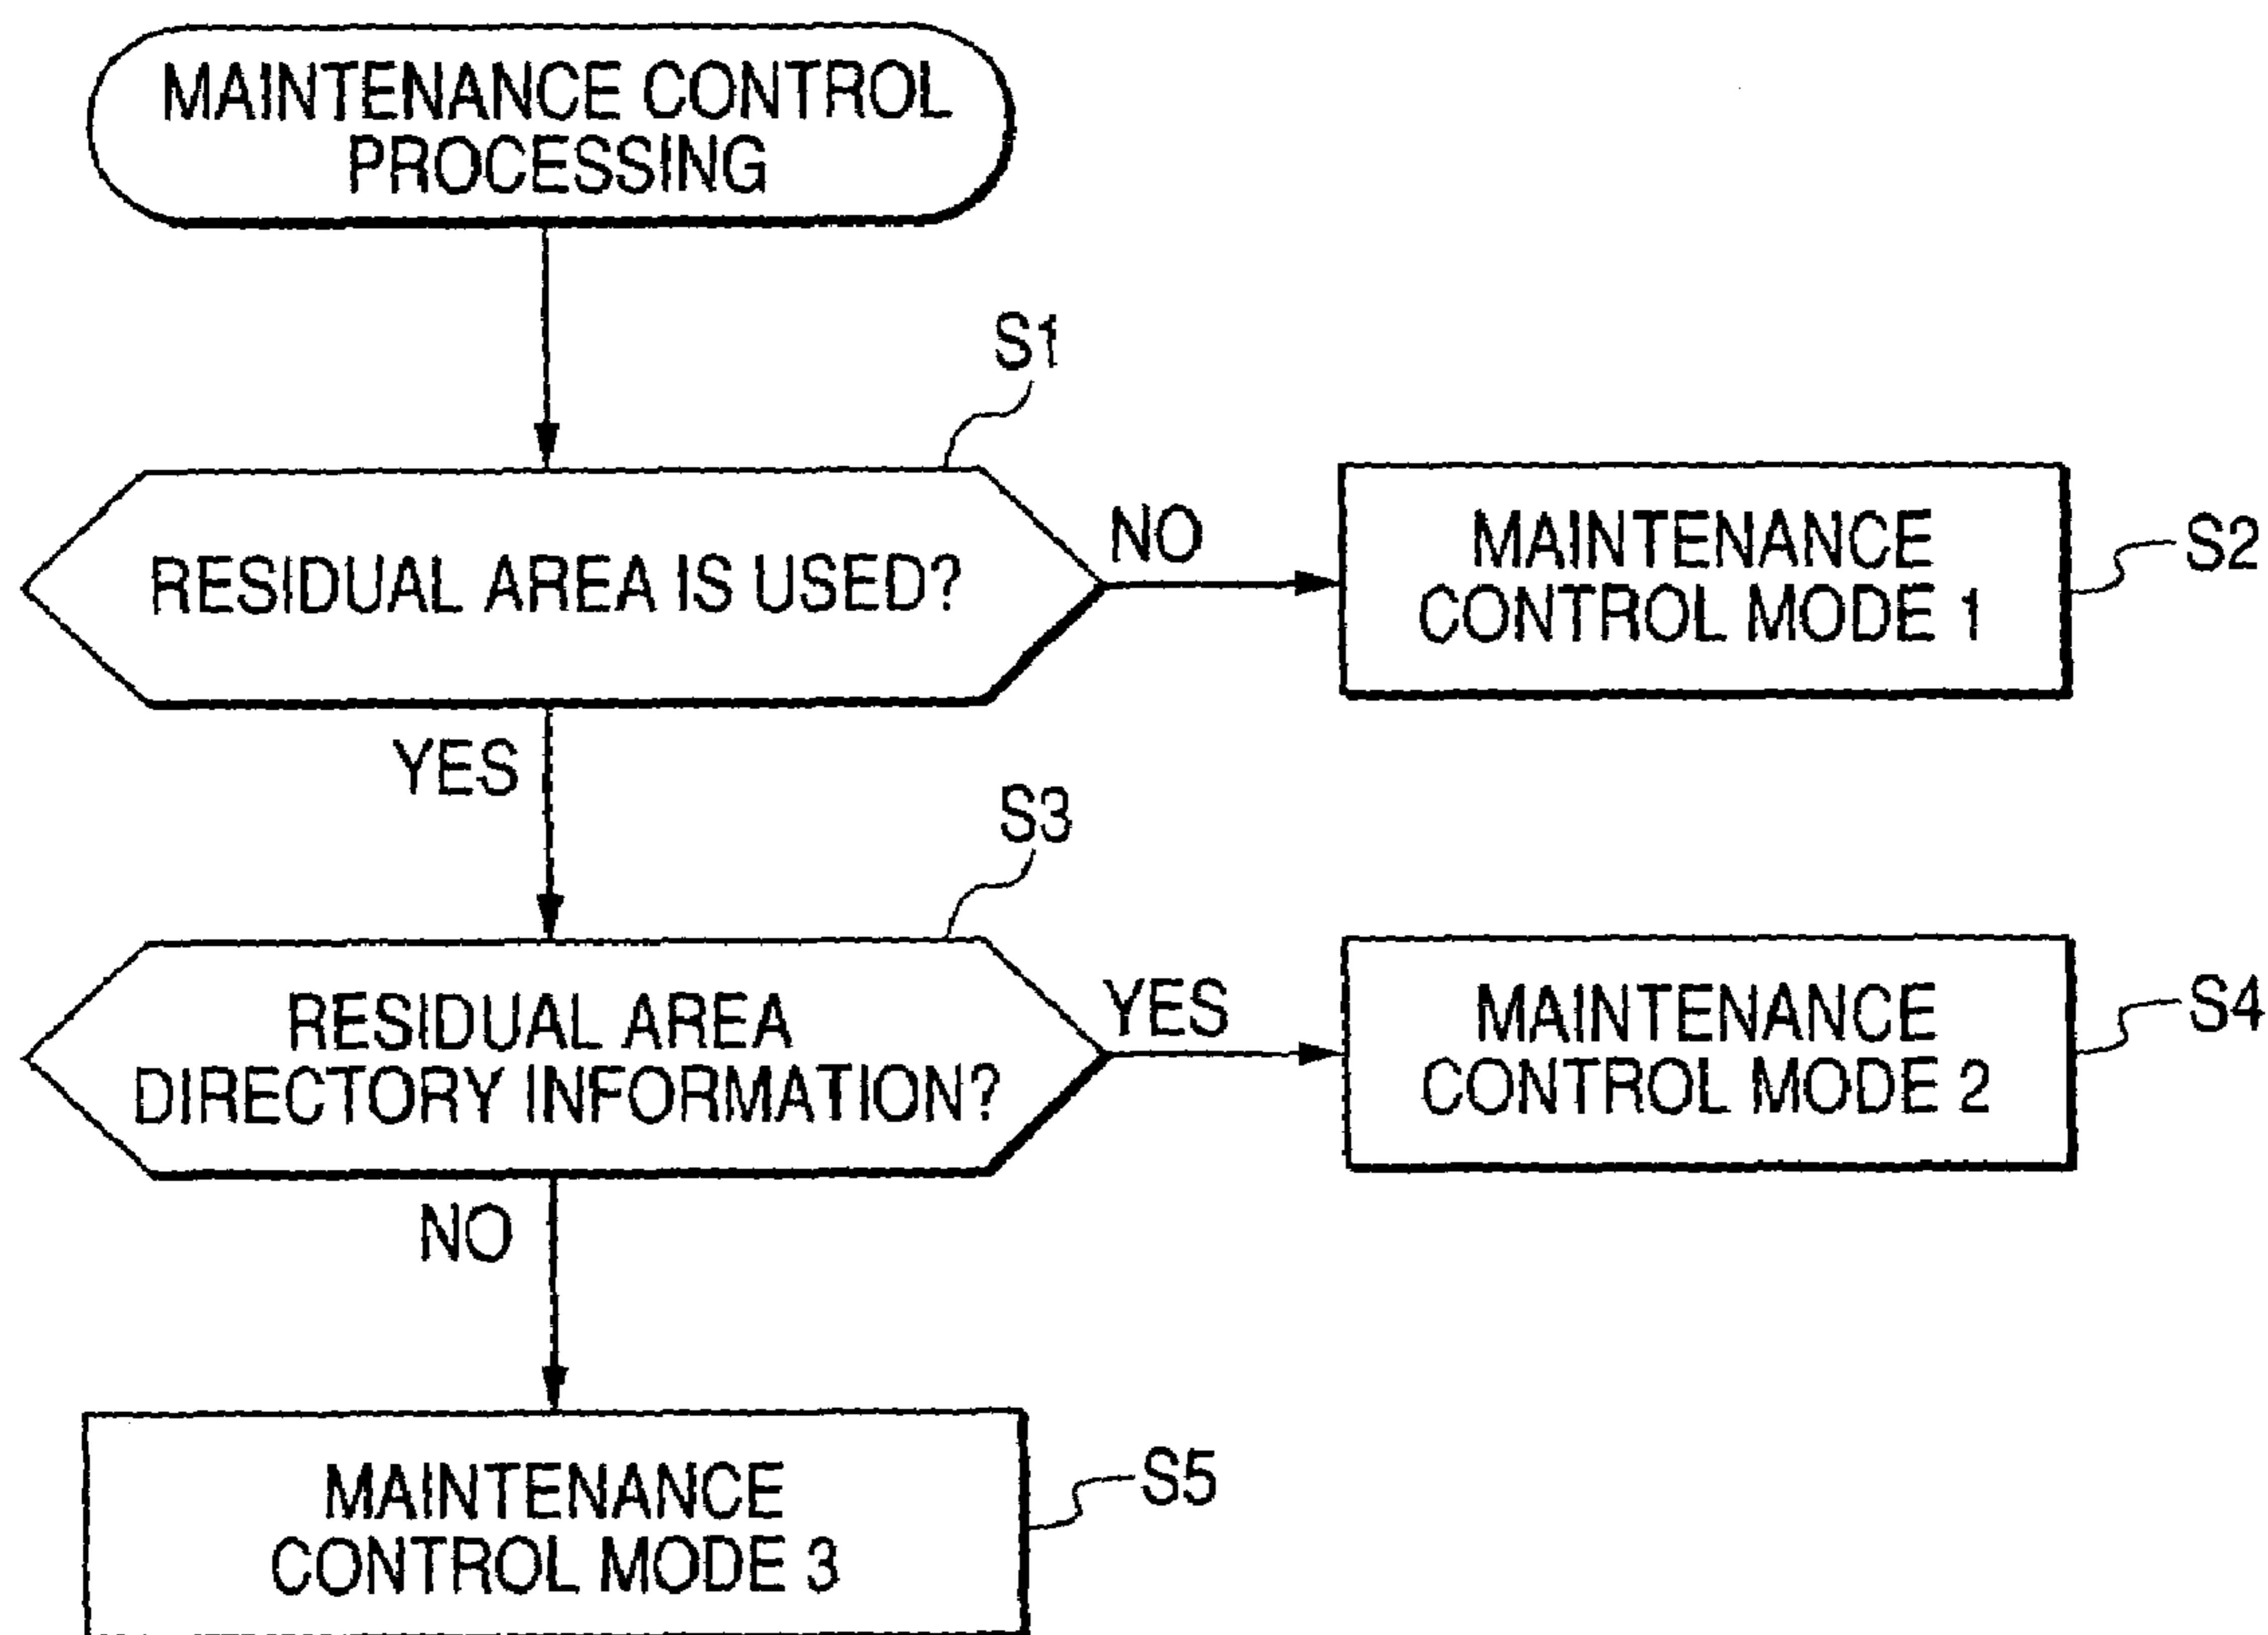 MAINTENANCE CONTROL
PROCESSING
S1
RESIDUAL AREA IS USED?
NO
MAINTENANCE
CONTROL MODE 1
S2
YES
S3
RESIDUAL AREA
DIRECTORY INFORMATION?
YES
MAINTENANCE
CONTROL MODE 2
S4
NO
MAINTENANCE
CONTROL MODE 3
S5